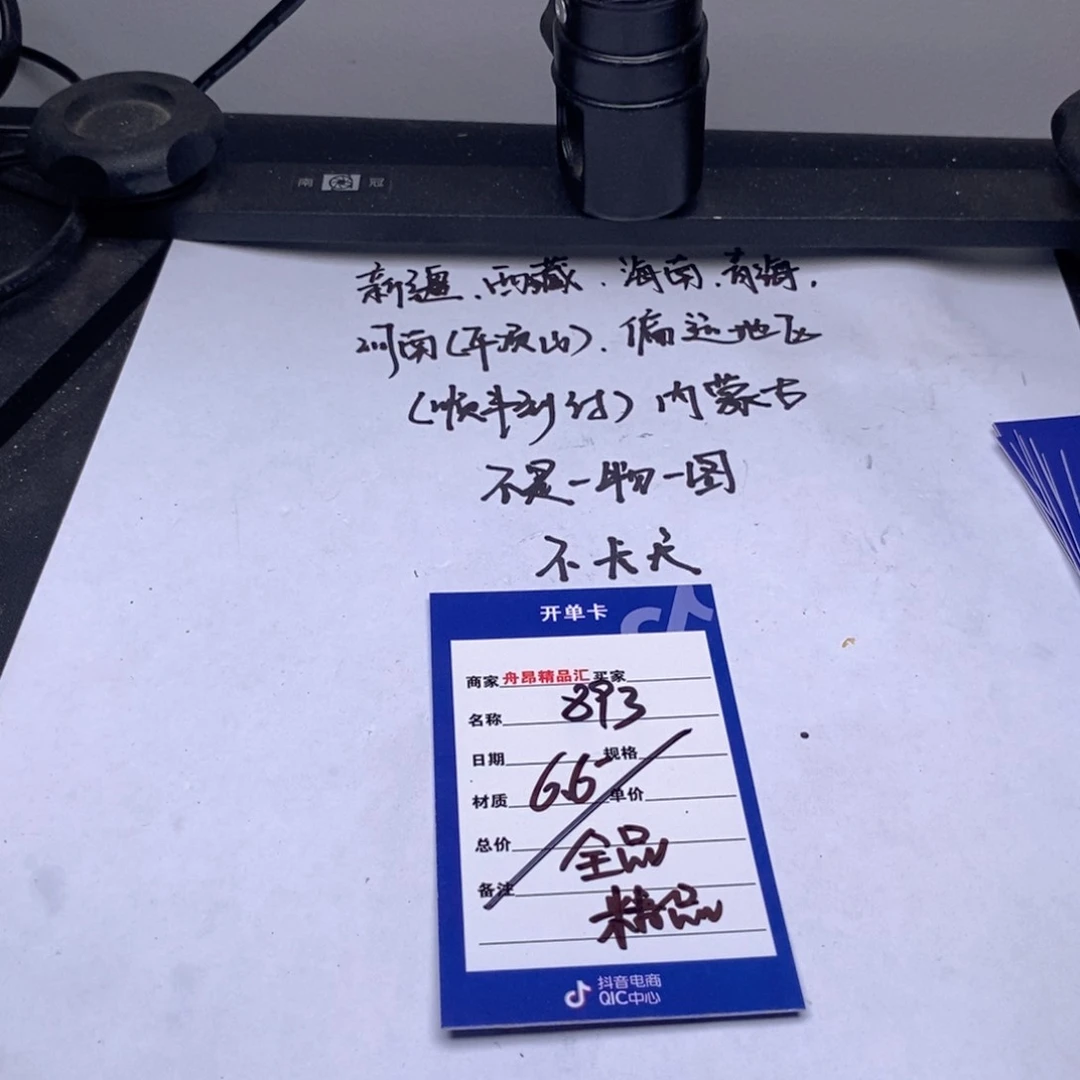 南 冠
新疆、西藏、海南、青海、
河南（平顶山）、偏远地区
（顺丰到付）内蒙古
不是一物一图
不卡
开单卡
商家 舟昂精品汇 买家
名称 893
日期 规格
材质 66 单价
总价
全品
备注
精品
抖音电商
QIC中心